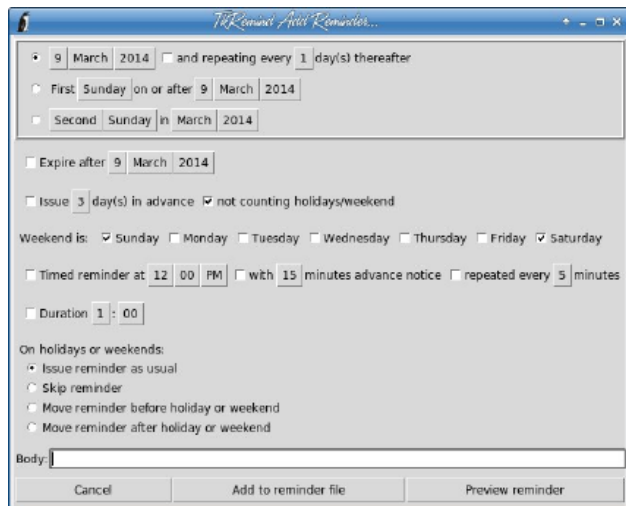 TkRemind Add Reminder...
9 March 2014 and repeating every 1 day(s) thereafter
First Sunday on or after 9 March 2014
Second Sunday in March 2014
Expire after 9 March 2014
Issue 3 day(s) in advance not counting holidays/weekend
Weekend is: Sunday Monday Tuesday Wednesday Thursday Friday Saturday
Timed reminder at 12 00 PM with 15 minutes advance notice repeated every 5 minutes
Duration 1 : 00
On holidays or weekends:
Issue reminder as usual
Skip reminder
Move reminder before holiday or weekend
Move reminder after holiday or weekend
Body:
Cancel Add to reminder file Preview reminder